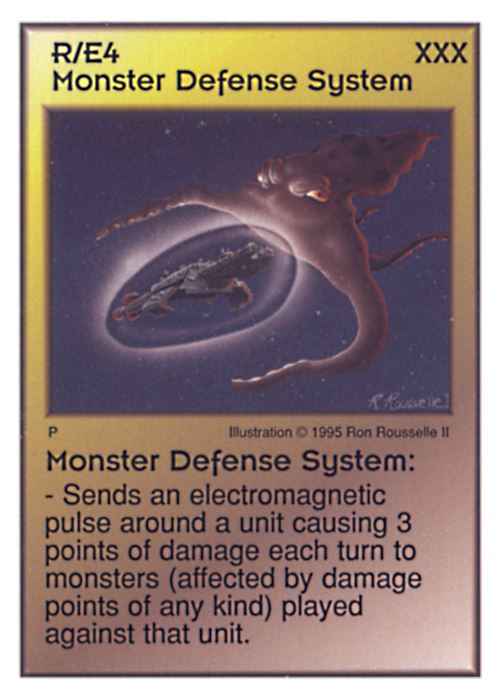 R/E4 XXX
Monster Defense System
R Rousselle
P Illustration © 1995 Ron Rousselle II
Monster Defense System:
- Sends an electromagnetic
pulse around a unit causing 3
points of damage each turn to
monsters (affected by damage
points of any kind) played
against that unit.